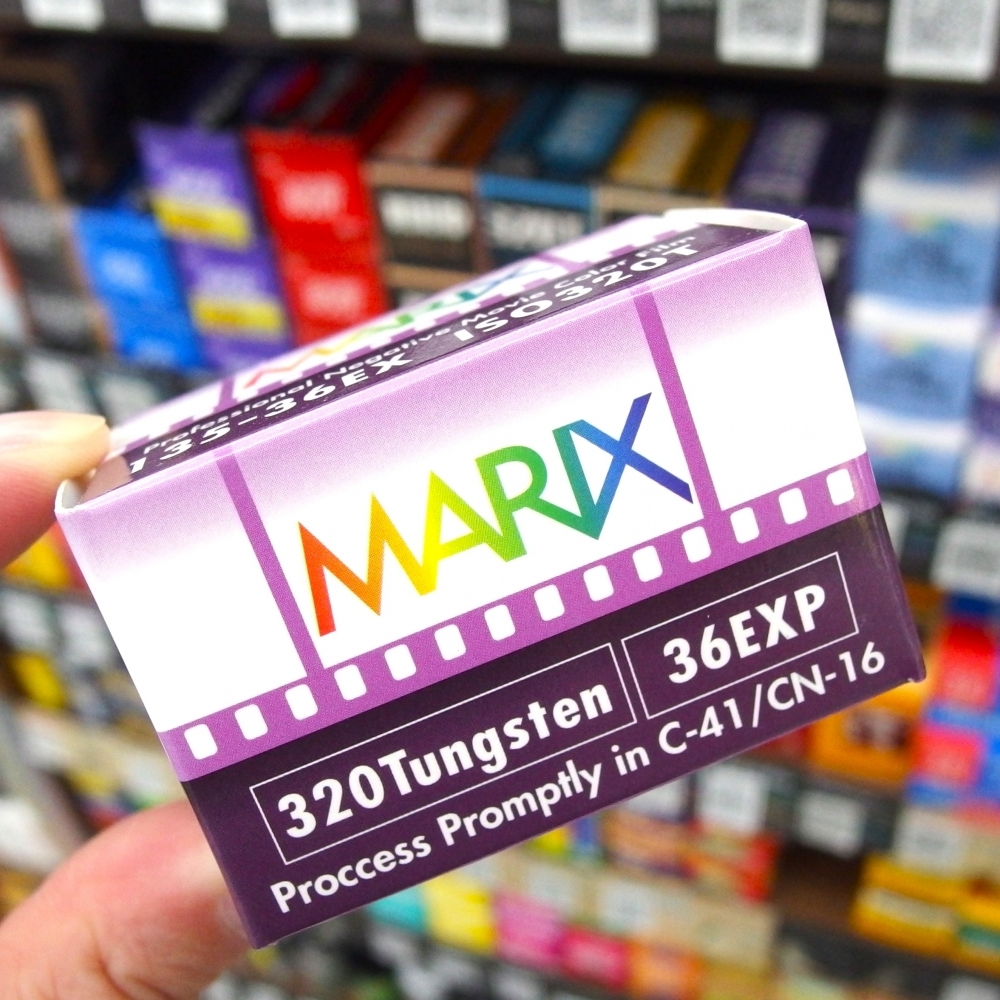 Professional Negative Movie Color Film
135-36EX ISO320T
MARIX
320Tungsten
36EXP
Proccess Promptly in C-41/CN-16